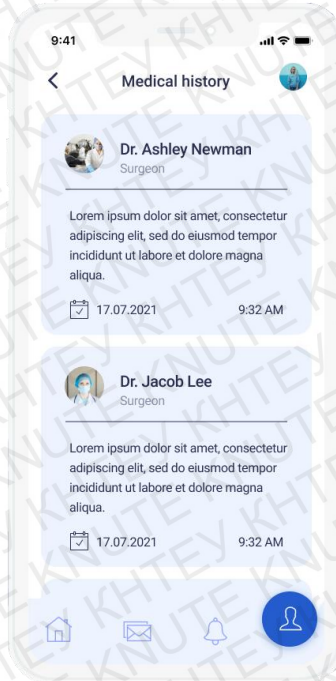 9:41
Medical history
Dr. Ashley Newman
Surgeon
Lorem ipsum dolor sit amet, consectetur
adipiscing elit, sed do eiusmod tempor
incididunt ut labore et dolore magna
aliqua.
17.07.2021 9:32 AM
Dr. Jacob Lee
Surgeon
Lorem ipsum dolor sit amet, consectetur
adipiscing elit, sed do eiusmod tempor
incididunt ut labore et dolore magna
aliqua.
17.07.2021 9:32 AM
KNUTE KHTEY